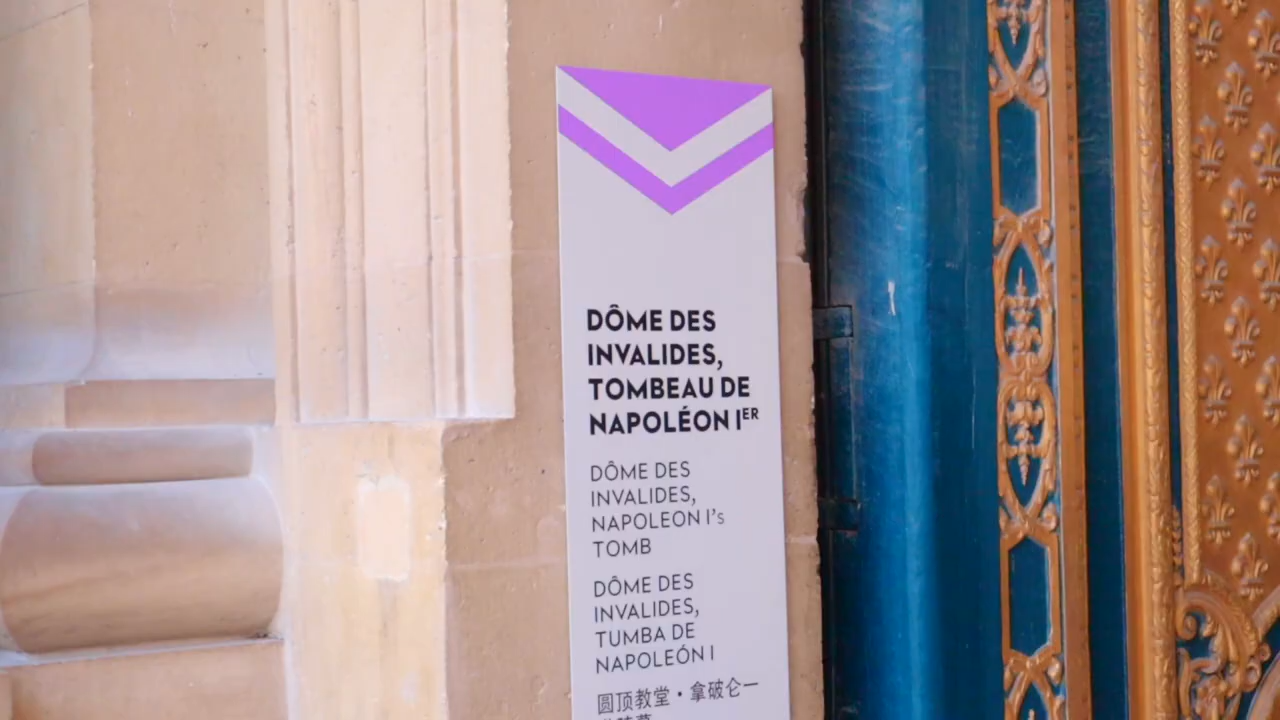 DÔME DES
INVALIDES,
TOMBEAU DE
NAPOLÉON IER
DÔME DES
INVALIDES,
NAPOLEON I's
TOMB
DÔME DES
INVALIDES,
TUMBA DE
NAPOLEÓN I
圆顶教堂·拿破仑一